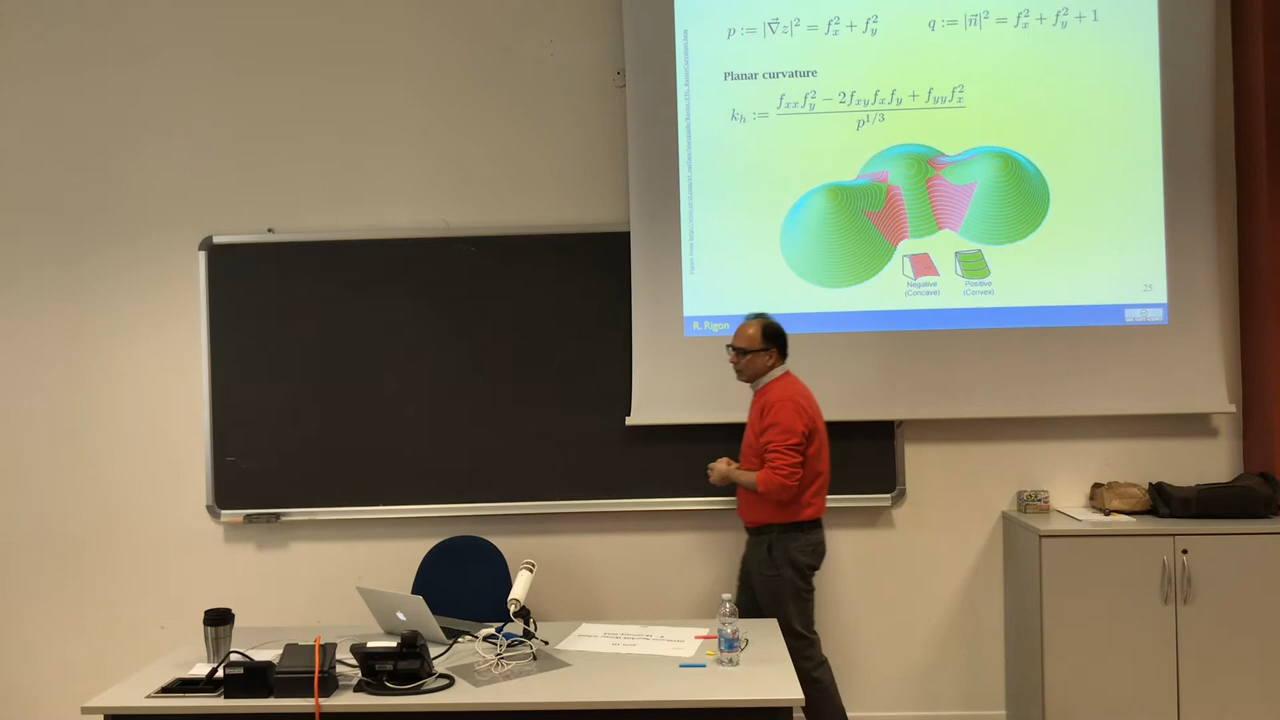 p := |∇⃗z|² = f_x² + f_y²
q := |n⃗|² = f_x² + f_y² + 1
Planar curvature
k_h := (f_xx f_y² − 2f_xy f_x f_y + f_yy f_x²) / p^{1/3}
Negative
(Concave)
Positive
(Convex)
25
R. Rigon